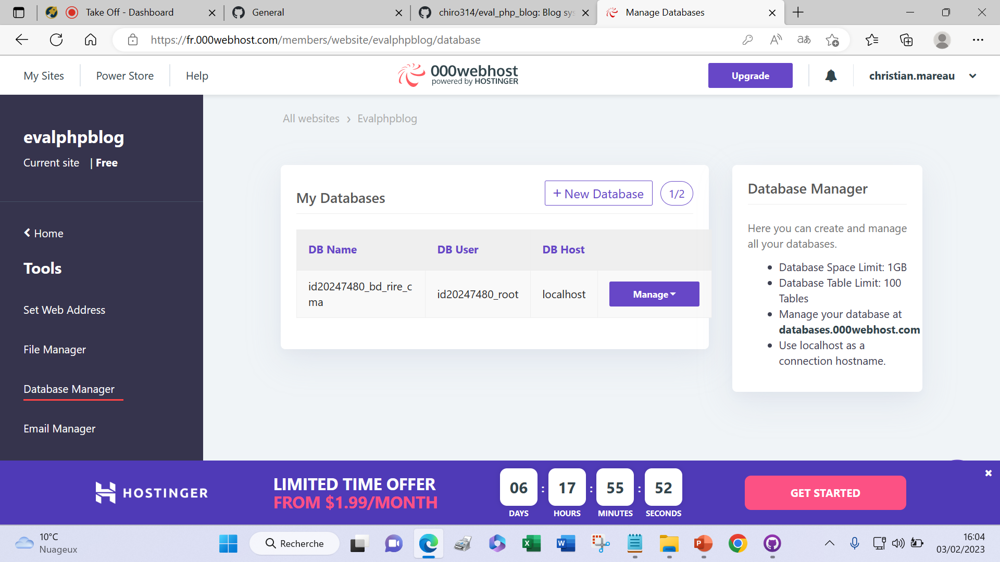 Take Off - Dashboard
General
chiro314/eval_php_blog: Blog sys
Manage Databases
https://fr.000webhost.com/members/website/evalphpblog/database
My Sites
Power Store
Help
000webhost
powered by HOSTINGER
Upgrade
christian.mareau
evalphpblog
Current site | Free
Home
Tools
Set Web Address
File Manager
Database Manager
Email Manager
All websites › Evalphpblog
My Databases
+ New Database
1/2
DB Name DB User DB Host
id20247480_bd_rire_c
ma
id20247480_root
localhost
Manage
Database Manager
Here you can create and manage
all your databases.
• Database Space Limit: 1GB
• Database Table Limit: 100
Tables
• Manage your database at
databases.000webhost.com
• Use localhost as a
connection hostname.
HOSTINGER
LIMITED TIME OFFER
FROM $1.99/MONTH
06 : 17 : 55 : 52
DAYS HOURS MINUTES SECONDS
GET STARTED
10°C
Nuageux
Recherche
16:04
03/02/2023